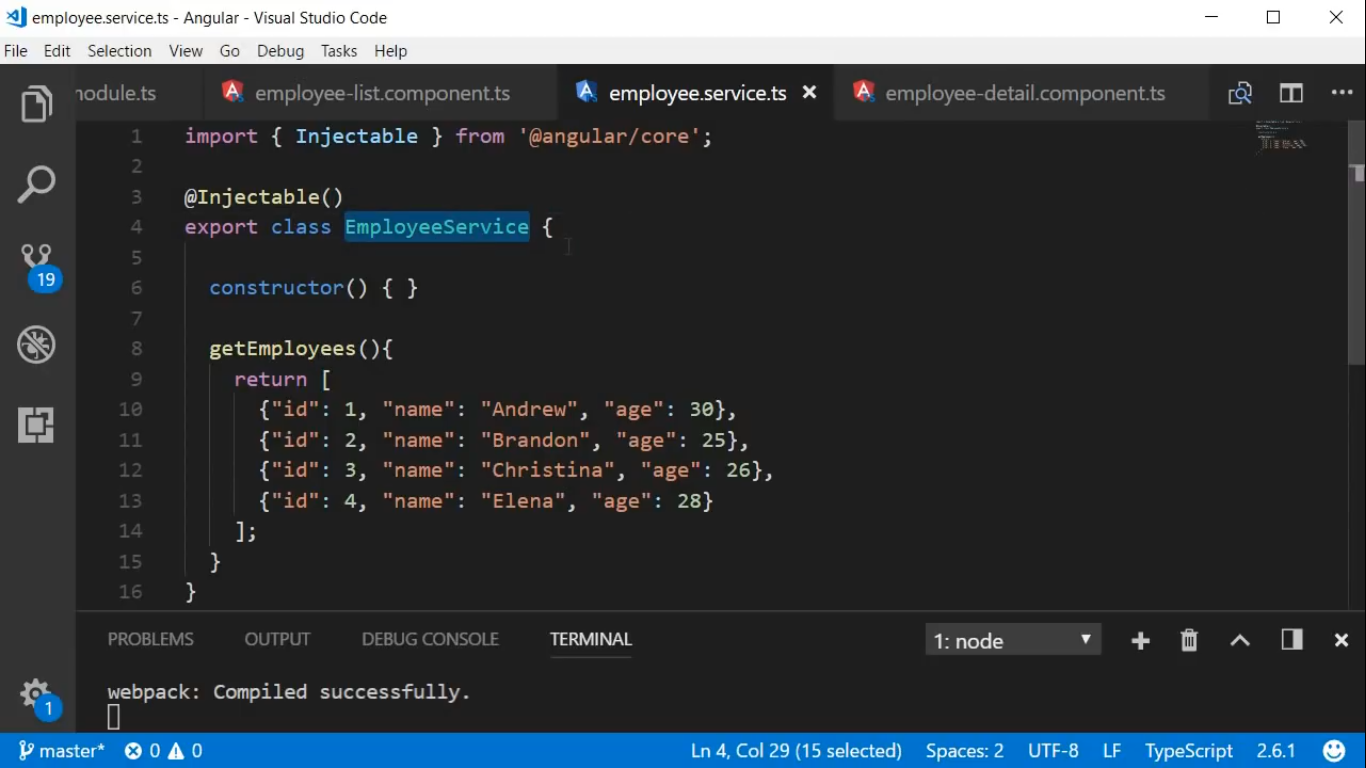 employee.service.ts - Angular - Visual Studio Code
File Edit Selection View Go Debug Tasks Help
nodule.ts employee-list.component.ts employee.service.ts employee-detail.component.ts
1 import { Injectable } from '@angular/core';
2
3 @Injectable()
4 export class EmployeeService {
5
6 constructor() { }
7
8 getEmployees(){
9 return [
10 {"id": 1, "name": "Andrew", "age": 30},
11 {"id": 2, "name": "Brandon", "age": 25},
12 {"id": 3, "name": "Christina", "age": 26},
13 {"id": 4, "name": "Elena", "age": 28}
14 ];
15 }
16 }
19
1
PROBLEMS OUTPUT DEBUG CONSOLE TERMINAL 1: node
webpack: Compiled successfully.
master* 0 0 Ln 4, Col 29 (15 selected) Spaces: 2 UTF-8 LF TypeScript 2.6.1